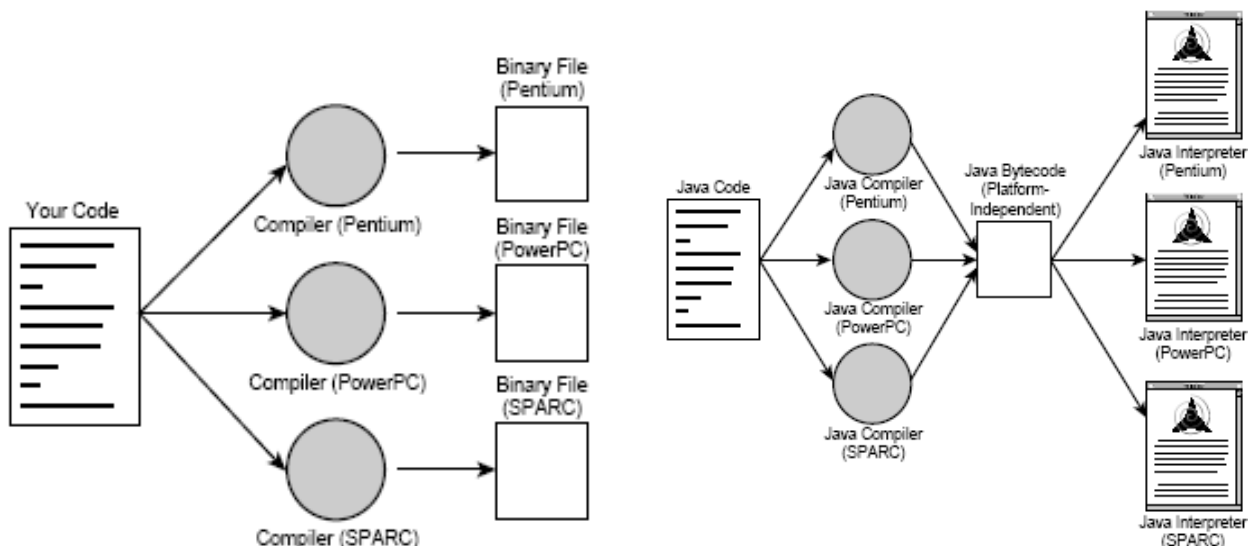 Your Code
Compiler (Pentium)
Binary File
(Pentium)
Compiler (PowerPC)
Binary File
(PowerPC)
Compiler (SPARC)
Binary File
(SPARC)
Java Code
Java Compiler
(Pentium)
Java Compiler
(PowerPC)
Java Compiler
(SPARC)
Java Bytecode
(Platform-
Independent)
Java Interpreter
(Pentium)
Java Interpreter
(PowerPC)
Java Interpreter
(SPARC)